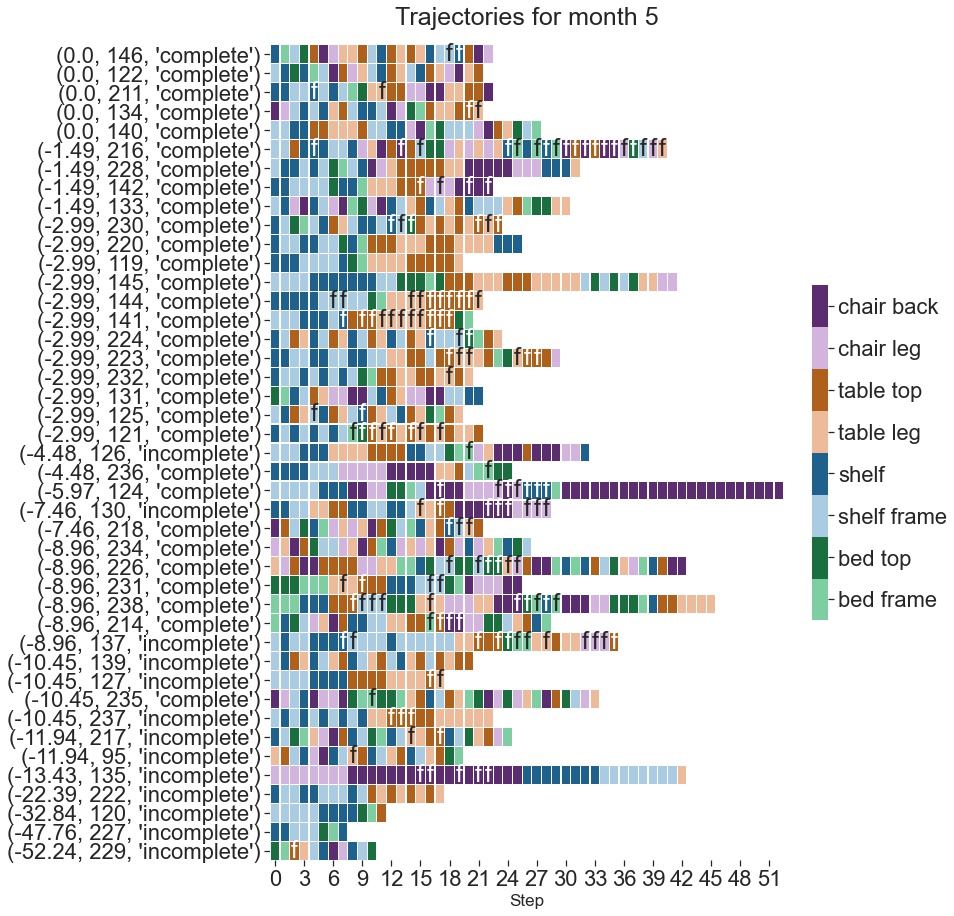 Trajectories for month 5
(0.0, 146, 'complete')
(0.0, 122, 'complete')
(0.0, 211, 'complete')
(0.0, 134, 'complete')
(0.0, 140, 'complete')
(-1.49, 216, 'complete')
(-1.49, 228, 'complete')
(-1.49, 142, 'complete')
(-1.49, 133, 'complete')
(-2.99, 230, 'complete')
(-2.99, 220, 'complete')
(-2.99, 119, 'complete')
(-2.99, 145, 'complete')
(-2.99, 144, 'complete')
(-2.99, 141, 'complete')
(-2.99, 224, 'complete')
(-2.99, 223, 'complete')
(-2.99, 232, 'complete')
(-2.99, 131, 'complete')
(-2.99, 125, 'complete')
(-2.99, 121, 'complete')
(-4.48, 126, 'incomplete')
(-4.48, 236, 'complete')
(-5.97, 124, 'complete')
(-7.46, 130, 'incomplete')
(-7.46, 218, 'complete')
(-8.96, 234, 'complete')
(-8.96, 226, 'complete')
(-8.96, 231, 'complete')
(-8.96, 238, 'complete')
(-8.96, 214, 'complete')
(-8.96, 137, 'incomplete')
(-10.45, 139, 'incomplete')
(-10.45, 127, 'incomplete')
(-10.45, 235, 'complete')
(-10.45, 237, 'incomplete')
(-11.94, 217, 'incomplete')
(-11.94, 95, 'incomplete')
(-13.43, 135, 'incomplete')
(-22.39, 222, 'incomplete')
(-32.84, 120, 'incomplete')
(-47.76, 227, 'incomplete')
(-52.24, 229, 'incomplete')
0 3 6 9 12 15 18 21 24 27 30 33 36 39 42 45 48 51
Step
chair back
chair leg
table top
table leg
shelf
shelf frame
bed top
bed frame